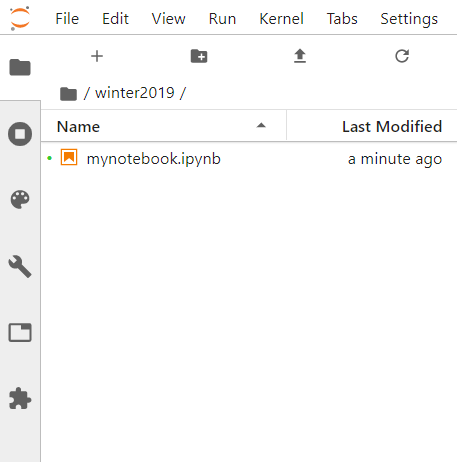 File Edit View Run Kernel Tabs Settings
/ winter2019 /
Name Last Modified
mynotebook.ipynb a minute ago